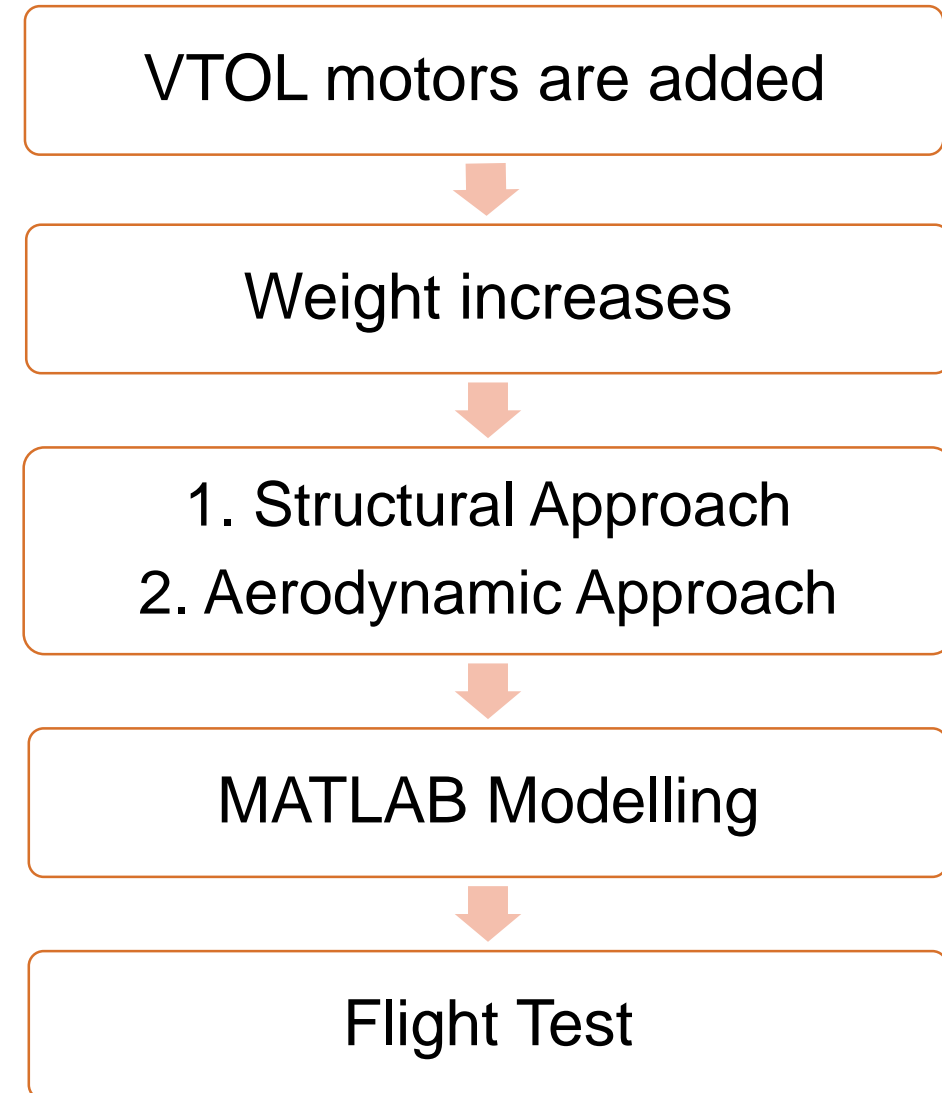 VTOL motors are added
Weight increases
1. Structural Approach
2. Aerodynamic Approach
MATLAB Modelling
Flight Test